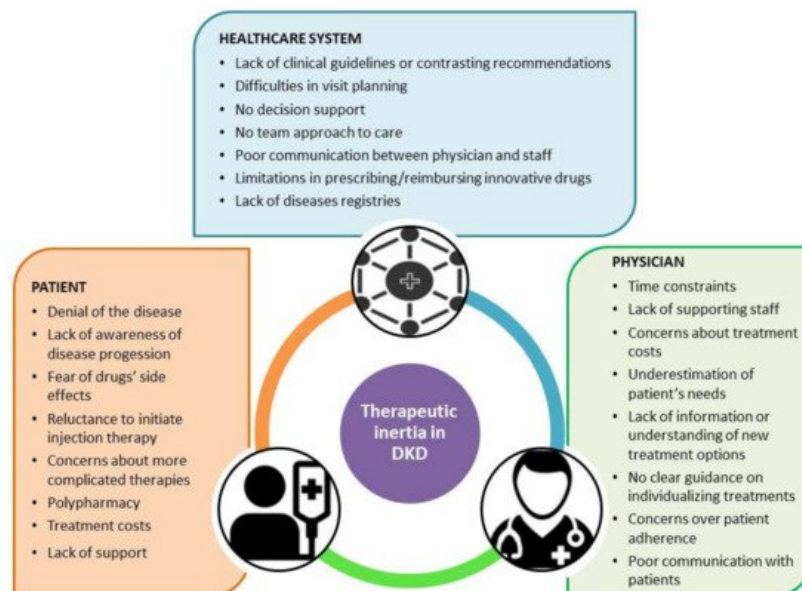 HEALTHCARE SYSTEM
• Lack of clinical guidelines or contrasting recommendations
• Difficulties in visit planning
• No decision support
• No team approach to care
• Poor communication between physician and staff
• Limitations in prescribing/reimbursing innovative drugs
• Lack of diseases registries
PATIENT
• Denial of the disease
• Lack of awareness of
disease progession
• Fear of drugs' side
effects
• Reluctance to initiate
injection therapy
• Concerns about more
complicated therapies
• Polypharmacy
• Treatment costs
• Lack of support
Therapeutic
inertia in
DKD
PHYSICIAN
• Time constraints
• Lack of supporting staff
• Concerns about treatment
costs
• Underestimation of
patient's needs
• Lack of information or
understanding of new
treatment options
• No clear guidance on
individualizing treatments
• Concerns over patient
adherence
• Poor communication with
patients